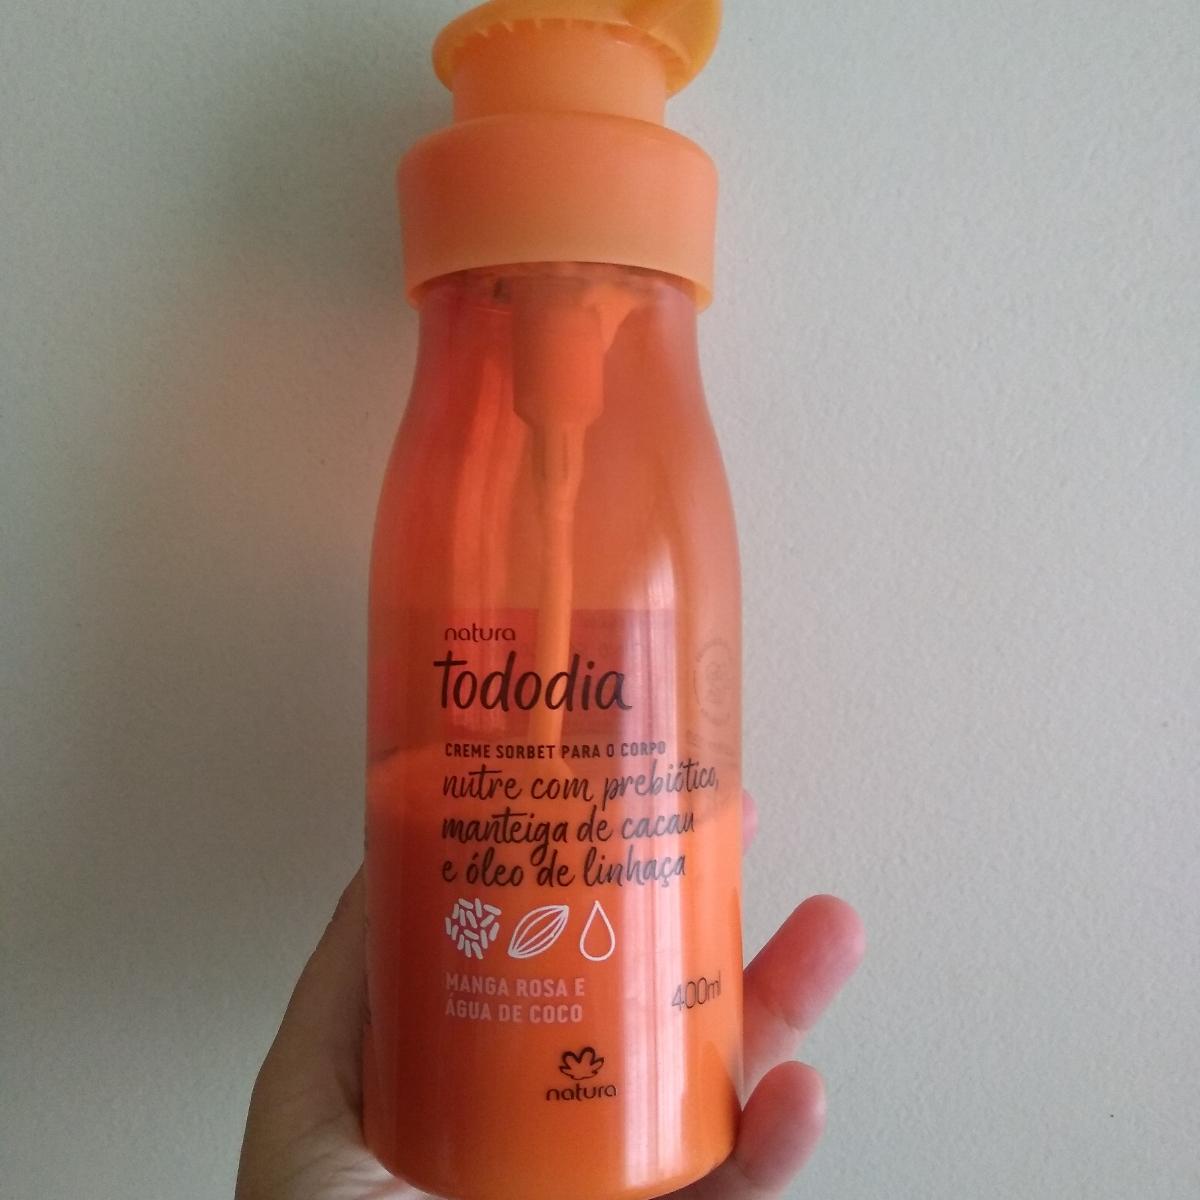 natura
tododia
CREME SORBET PARA O CORPO
nutre com prebiótico,
manteiga de cacau
e óleo de linhaça
MANGA ROSA E
ÁGUA DE COCO
400ml
natura